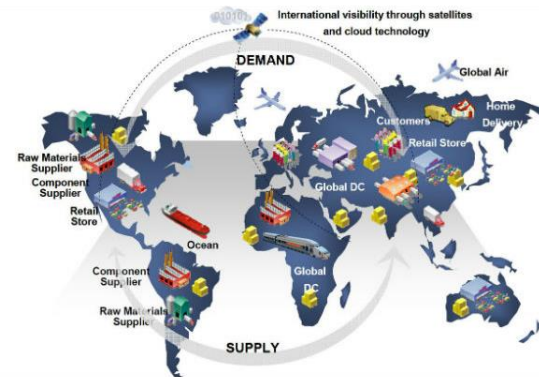 010101
International visibility through satellites
and cloud technology
DEMAND
Global Air
Home
Delivery
Customers
Retail Store
Raw Materials
Supplier
Component
Supplier
Retail
Store
Global DC
Ocean
Global
DC
Component
Supplier
Raw Materials
Supplier
SUPPLY